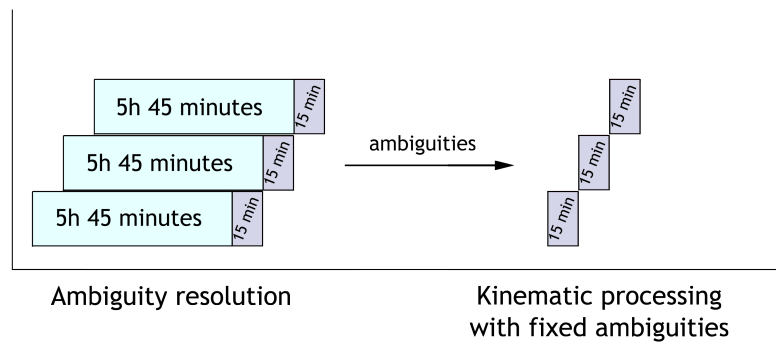 5h 45 minutes
15 min
5h 45 minutes
15 min
5h 45 minutes
15 min
ambiguities
15 min
15 min
15 min
Ambiguity resolution
Kinematic processing
with fixed ambiguities